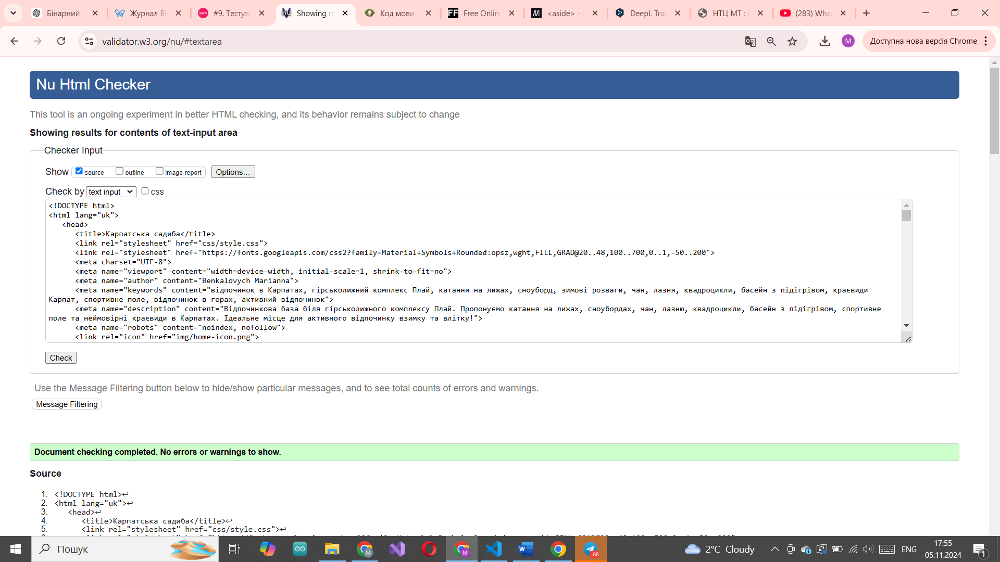 Бінарний
Журнал Ві
#9. Тестува
Showing re
Код мови
Free Online
<aside> -
DeepL Tran
НТЦ МТ :
(283) Wha
validator.w3.org/nu/#textarea
M
Доступна нова версія Chrome
Nu Html Checker
This tool is an ongoing experiment in better HTML checking, and its behavior remains subject to change
Showing results for contents of text-input area
Checker Input
Show source outline image report Options...
Check by text input css
<!DOCTYPE html>
<html lang="uk">
<head>
<title>Карпатська садиба</title>
<link rel="stylesheet" href="css/style.css">
<link rel="stylesheet" href="https://fonts.googleapis.com/css2?family=Material+Symbols+Rounded:opsz,wght,FILL,GRAD@20..48,100..700,0..1,-50..200">
<meta charset="UTF-8">
<meta name="viewport" content="width=device-width, initial-scale=1, shrink-to-fit=no">
<meta name="author" content="Benkalovych Marianna">
<meta name="keywords" content="відпочинок в Карпатах, гірськолижний комплекс Плай, катання на лижах, сноуборд, зимові розваги, чан, лазня, квадроцикли, басейн з підігрівом, краєвиди
Карпат, спортивне поле, відпочинок в горах, активний відпочинок">
<meta name="description" content="Відпочинкова база біля гірськолижного комплексу Плай. Пропонуємо катання на лижах, сноубордах, чан, лазню, квадроцикли, басейн з підігрівом, спортивне
поле та неймовірні краєвиди в Карпатах. Ідеальне місце для активного відпочинку взимку та влітку!">
<meta name="robots" content="noindex, nofollow">
<link rel="icon" href="img/home-icon.png">
Check
Use the Message Filtering button below to hide/show particular messages, and to see total counts of errors and warnings.
Message Filtering
Document checking completed. No errors or warnings to show.
Source
1. <!DOCTYPE html>↩
2. <html lang="uk">↩
3. <head>↩
4. <title>Карпатська садиба</title>↩
5. <link rel="stylesheet" href="css/style.css">↩
Пошук
..88
2°C Cloudy
ENG
17:55
05.11.2024
1